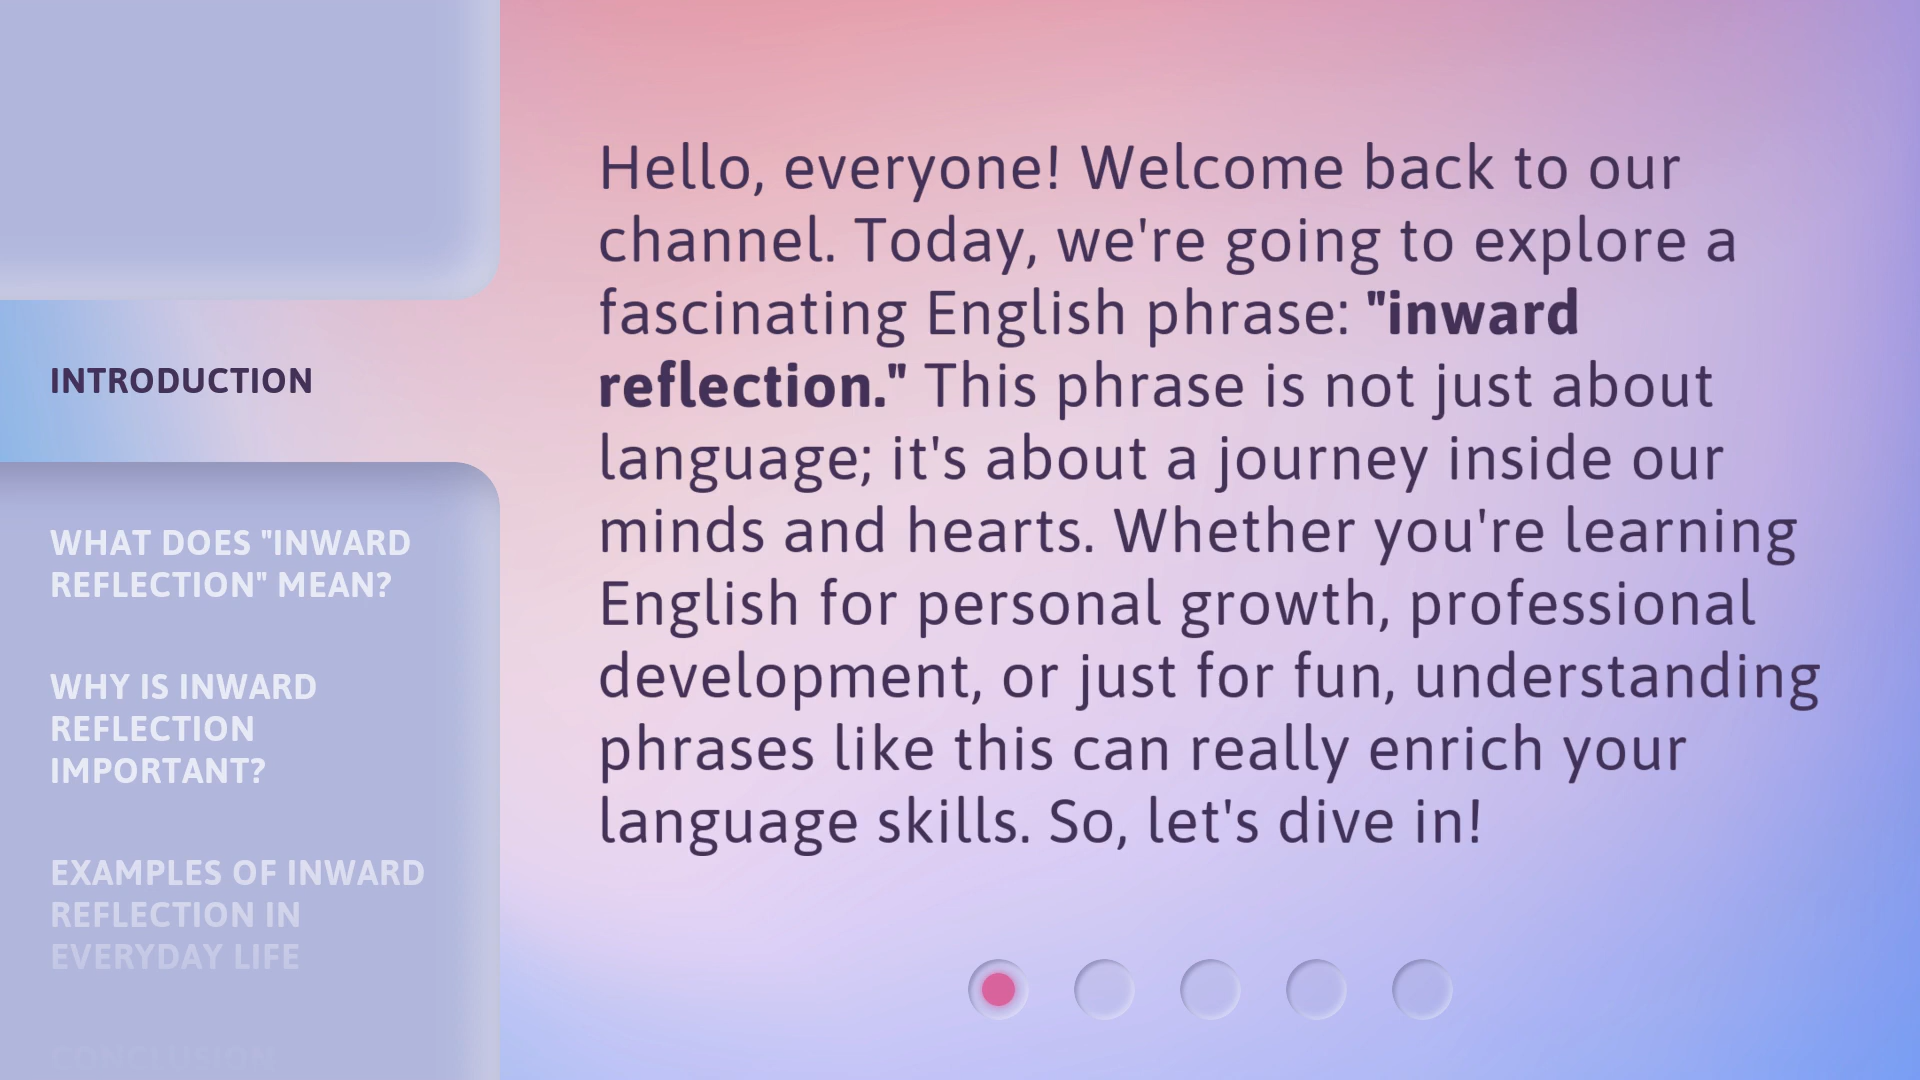 INTRODUCTION
WHAT DOES "INWARD
REFLECTION" MEAN?
WHY IS INWARD
REFLECTION
IMPORTANT?
EXAMPLES OF INWARD
REFLECTION IN
EVERYDAY LIFE
CONCLUSION
Hello, everyone! Welcome back to our
channel. Today, we're going to explore a
fascinating English phrase: "inward
reflection." This phrase is not just about
language; it's about a journey inside our
minds and hearts. Whether you're learning
English for personal growth, professional
development, or just for fun, understanding
phrases like this can really enrich your
language skills. So, let's dive in!